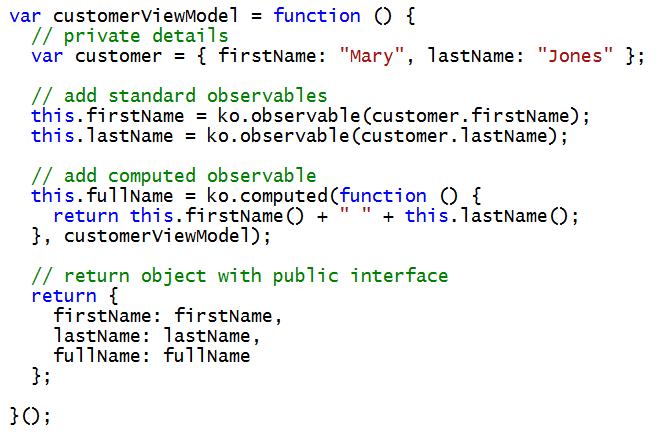 var customerViewModel = function () {
  // private details
  var customer = { firstName: "Mary", lastName: "Jones" };

  // add standard observables
  this.firstName = ko.observable(customer.firstName);
  this.lastName = ko.observable(customer.lastName);

  // add computed observable
  this.fullName = ko.computed(function () {
    return this.firstName() + " " + this.lastName();
  }, customerViewModel);

  // return object with public interface
  return {
    firstName: firstName,
    lastName: lastName,
    fullName: fullName
  };

}();